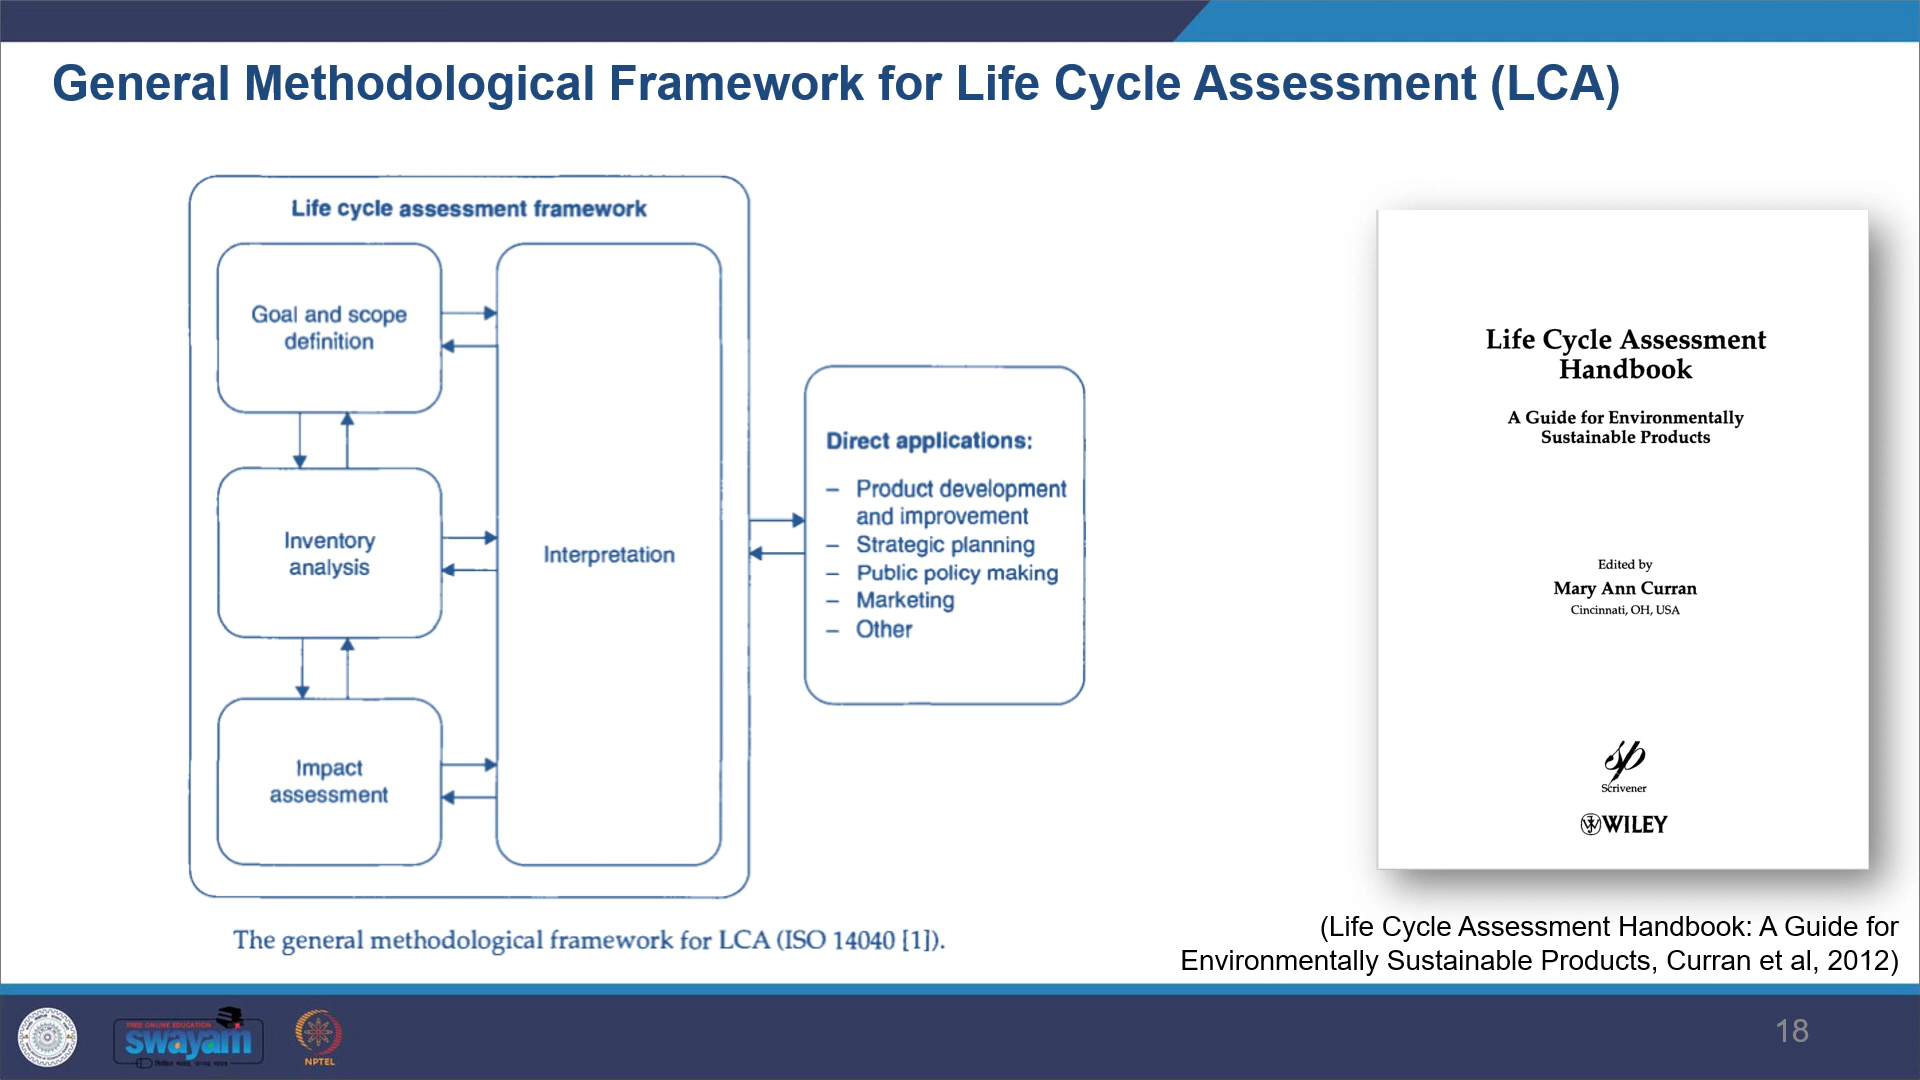 General Methodological Framework for Life Cycle Assessment (LCA)
Life cycle assessment framework
Goal and scope
definition
Inventory
analysis
Impact
assessment
Interpretation
Direct applications:
– Product development
and improvement
– Strategic planning
– Public policy making
– Marketing
– Other
The general methodological framework for LCA (ISO 14040 [1]).
Life Cycle Assessment
Handbook
A Guide for Environmentally
Sustainable Products
Edited by
Mary Ann Curran
Cincinnati, OH, USA
Scrivener
WILEY
(Life Cycle Assessment Handbook: A Guide for
Environmentally Sustainable Products, Curran et al, 2012)
FREE ONLINE EDUCATION
swayam
NPTEL
18